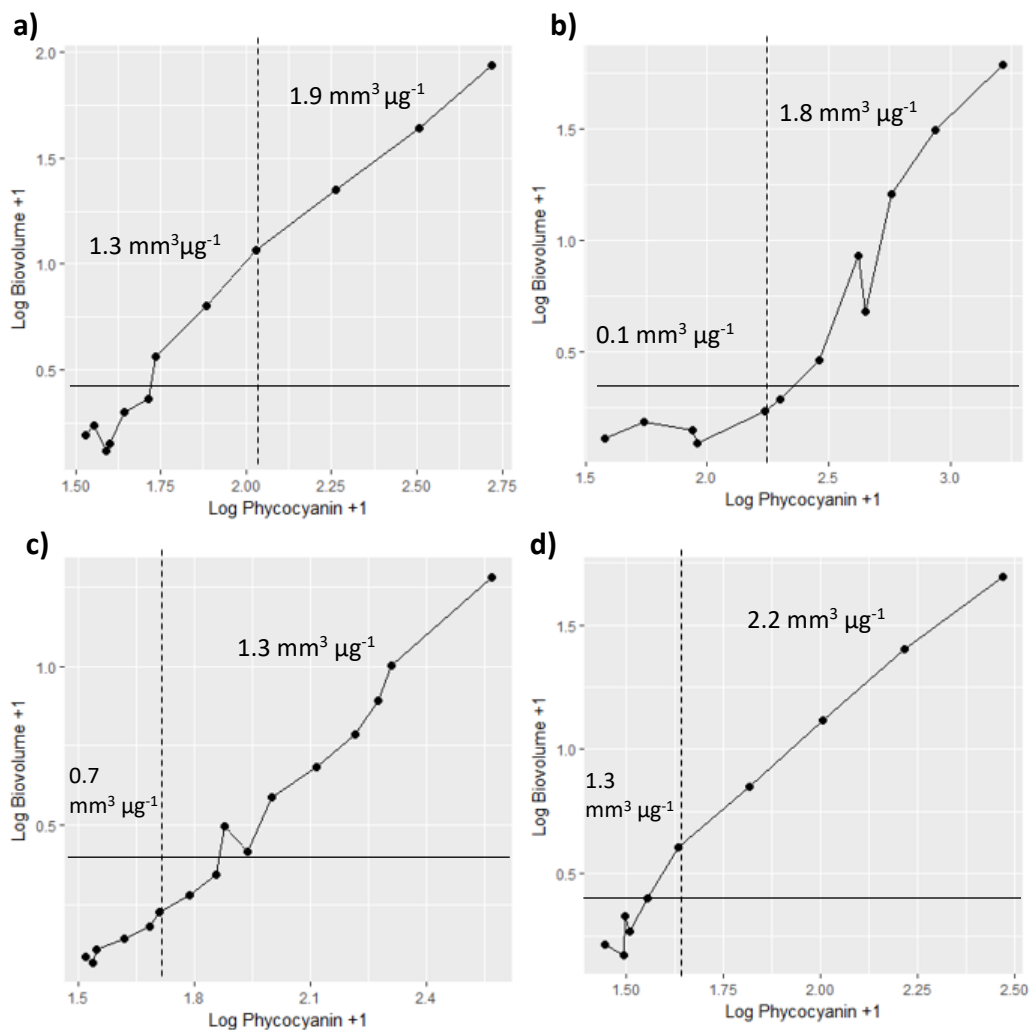 a)
2.0
1.5
1.0
0.5
1.9 mm³ µg⁻¹
1.3 mm³µg⁻¹
1.50 1.75 2.00 2.25 2.50 2.75
Log Phycocyanin +1
Log Biovolume +1
b)
1.5
1.0
0.5
1.8 mm³ µg⁻¹
0.1 mm³ µg⁻¹
1.5 2.0 2.5 3.0
Log Phycocyanin +1
Log Biovolume +1
c)
1.0
0.5
1.3 mm³ µg⁻¹
0.7
mm³ µg⁻¹
1.5 1.8 2.1 2.4
Log Phycocyanin +1
Log Biovolume +1
d)
1.5
1.0
0.5
2.2 mm³ µg⁻¹
1.3
mm³ µg⁻¹
1.50 1.75 2.00 2.25 2.50
Log Phycocyanin +1
Log Biovolume +1